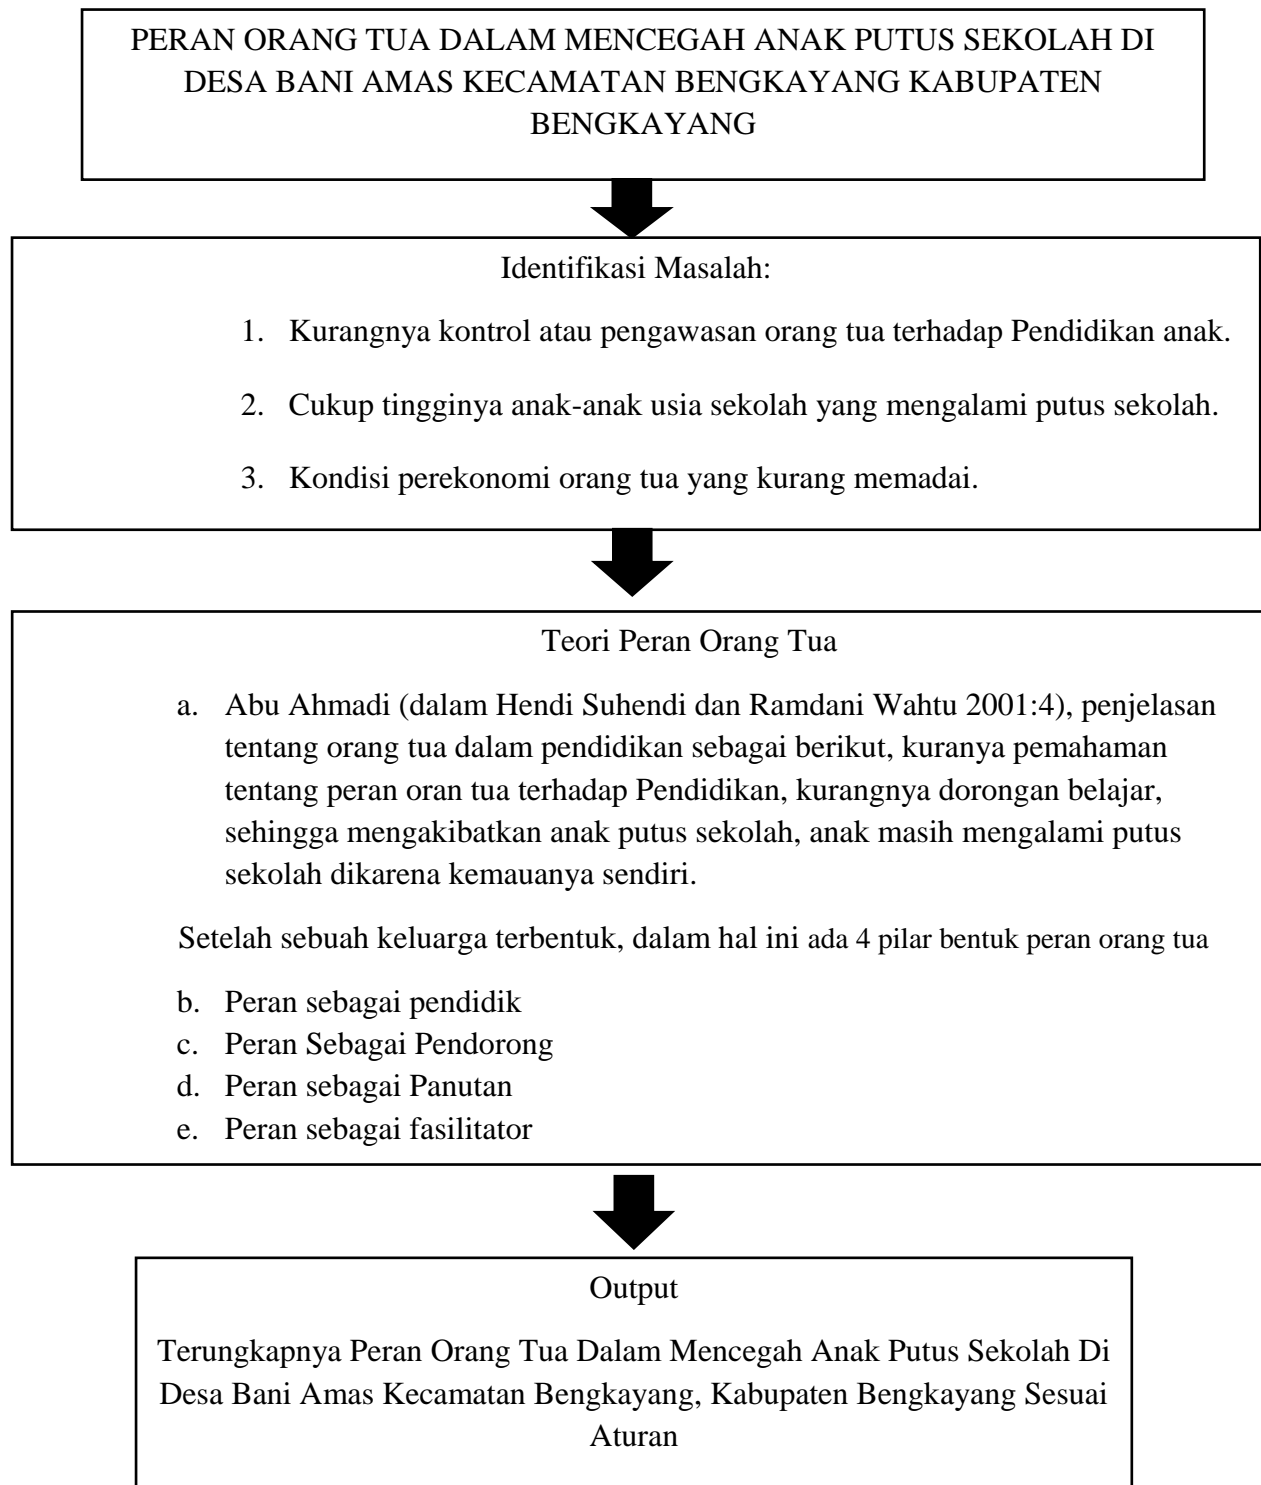 PERAN ORANG TUA DALAM MENCEGAH ANAK PUTUS SEKOLAH DI
DESA BANI AMAS KECAMATAN BENGKAYANG KABUPATEN
BENGKAYANG
Identifikasi Masalah:
1. Kurangnya kontrol atau pengawasan orang tua terhadap Pendidikan anak.
2. Cukup tingginya anak-anak usia sekolah yang mengalami putus sekolah.
3. Kondisi perekonomi orang tua yang kurang memadai.
Teori Peran Orang Tua
a. Abu Ahmadi (dalam Hendi Suhendi dan Ramdani Wahtu 2001:4), penjelasan
tentang orang tua dalam pendidikan sebagai berikut, kuranya pemahaman
tentang peran oran tua terhadap Pendidikan, kurangnya dorongan belajar,
sehingga mengakibatkan anak putus sekolah, anak masih mengalami putus
sekolah dikarena kemauanya sendiri.
Setelah sebuah keluarga terbentuk, dalam hal ini ada 4 pilar bentuk peran orang tua
b. Peran sebagai pendidik
c. Peran Sebagai Pendorong
d. Peran sebagai Panutan
e. Peran sebagai fasilitator
Output
Terungkapnya Peran Orang Tua Dalam Mencegah Anak Putus Sekolah Di
Desa Bani Amas Kecamatan Bengkayang, Kabupaten Bengkayang Sesuai
Aturan